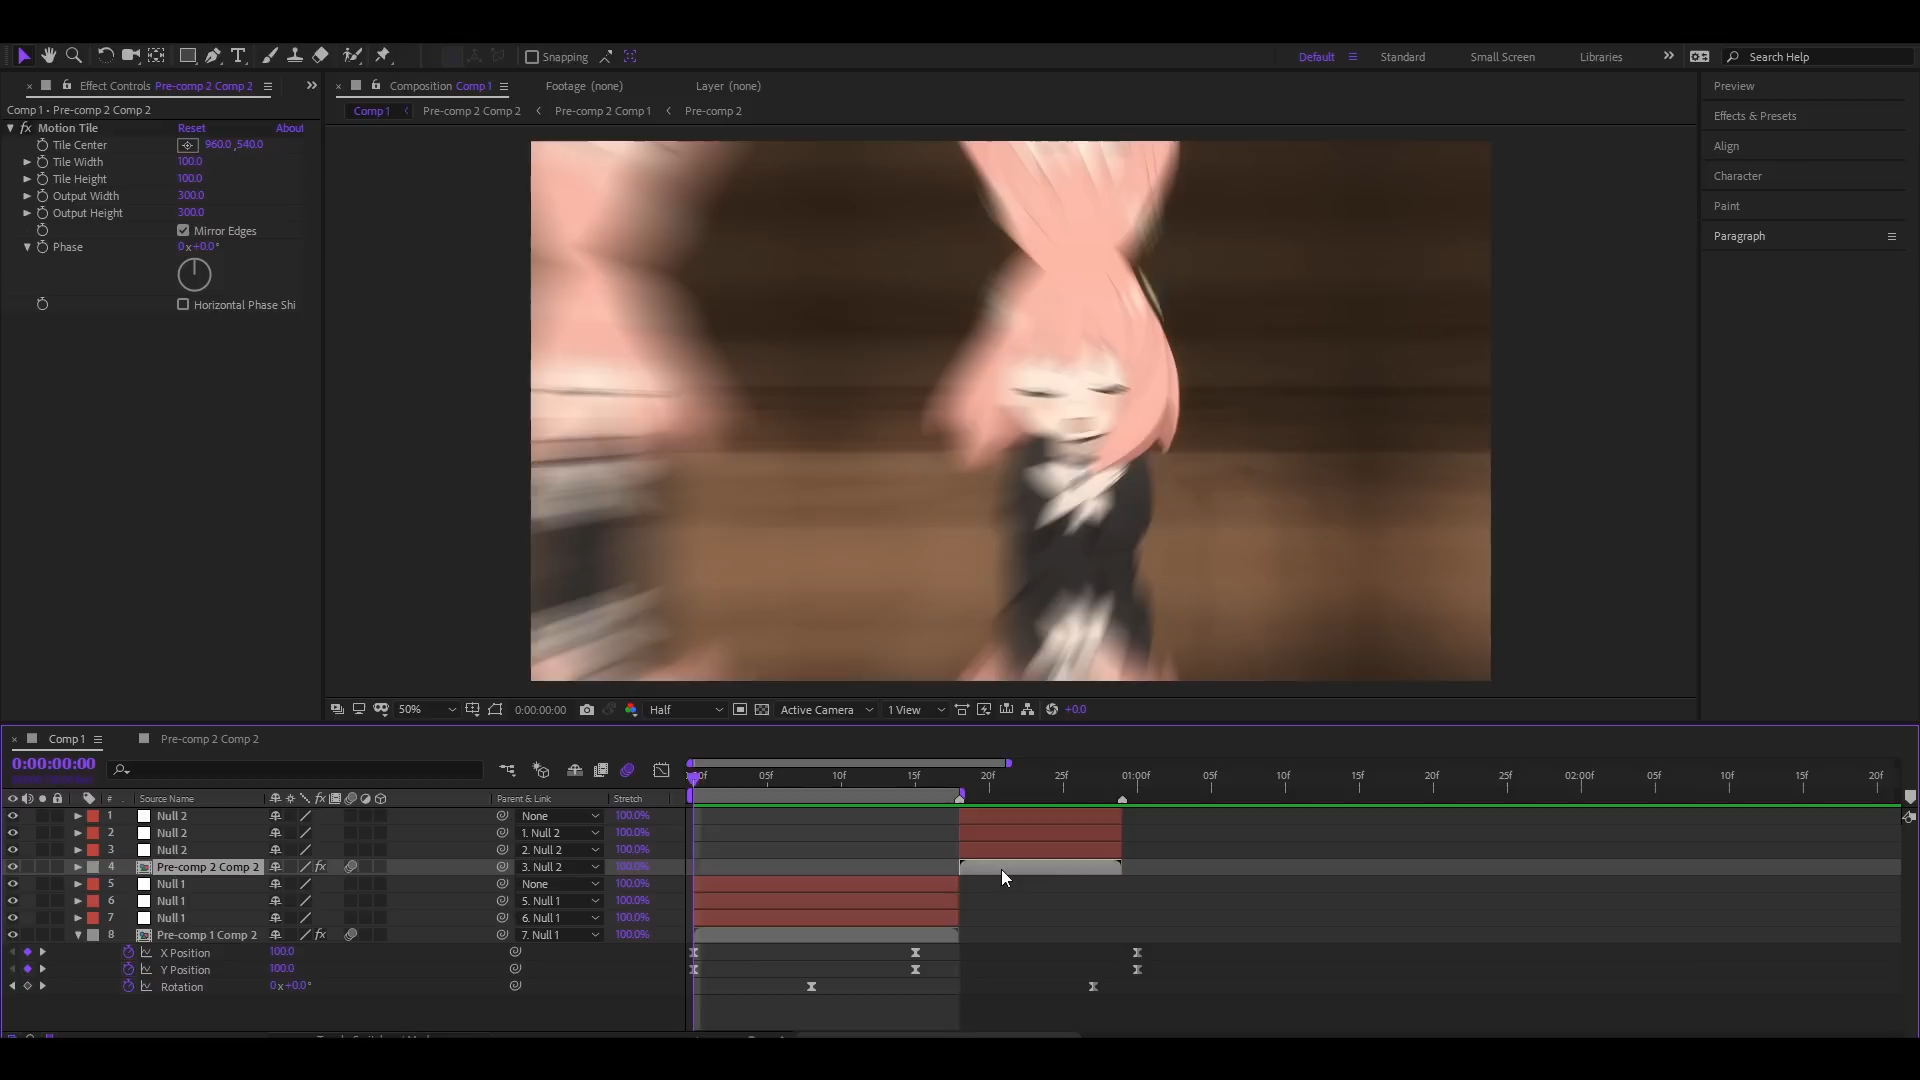 Snapping
Default
Standard
Small Screen
Libraries
Search Help
Effect Controls Pre-comp 2 Comp 2
Composition Comp 1
Footage (none)
Layer (none)
Preview
Comp 1 • Pre-comp 2 Comp 2
Comp 1
Pre-comp 2 Comp 2
Pre-comp 2 Comp 1
Pre-comp 2
Effects & Presets
fx Motion Tile Reset About
Tile Center 960.0, 540.0
Tile Width 100.0
Align
Tile Height 100.0
Character
Output Width 300.0
Paint
Output Height 300.0
Mirror Edges
Paragraph
Phase 0x+0.0°
Horizontal Phase Shi
50%
0:00:00:00
Half
Active Camera
1 View
+0.0
Comp 1
Pre-comp 2 Comp 2
0:00:00:00
05f 10f 15f 20f 25f 01:00f 05f 10f 15f 20f 25f 02:00f 05f 10f 15f 20f
# Source Name fx Parent & Link Stretch
1 Null 2 None 100.0%
2 Null 2 1. Null 2 100.0%
3 Null 2 2. Null 2 100.0%
4 Pre-comp 2 Comp 2 fx 3. Null 2 100.0%
5 Null 1 None 100.0%
6 Null 1 5. Null 1 100.0%
7 Null 1 6. Null 1 100.0%
8 Pre-comp 1 Comp 2 fx 7. Null 1 100.0%
X Position 100.0
Y Position 100.0
Rotation 0x+0.0°